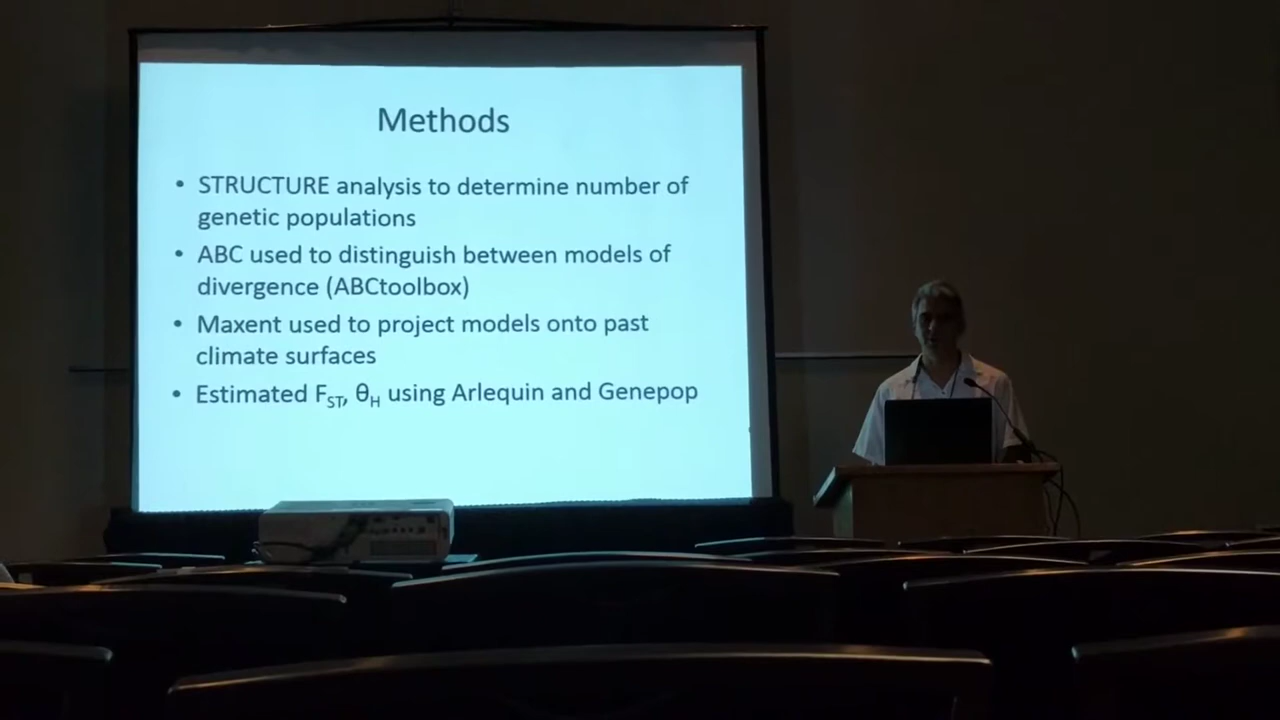 Methods
• STRUCTURE analysis to determine number of
genetic populations
• ABC used to distinguish between models of
divergence (ABCtoolbox)
• Maxent used to project models onto past
climate surfaces
• Estimated FST, θH using Arlequin and Genepop